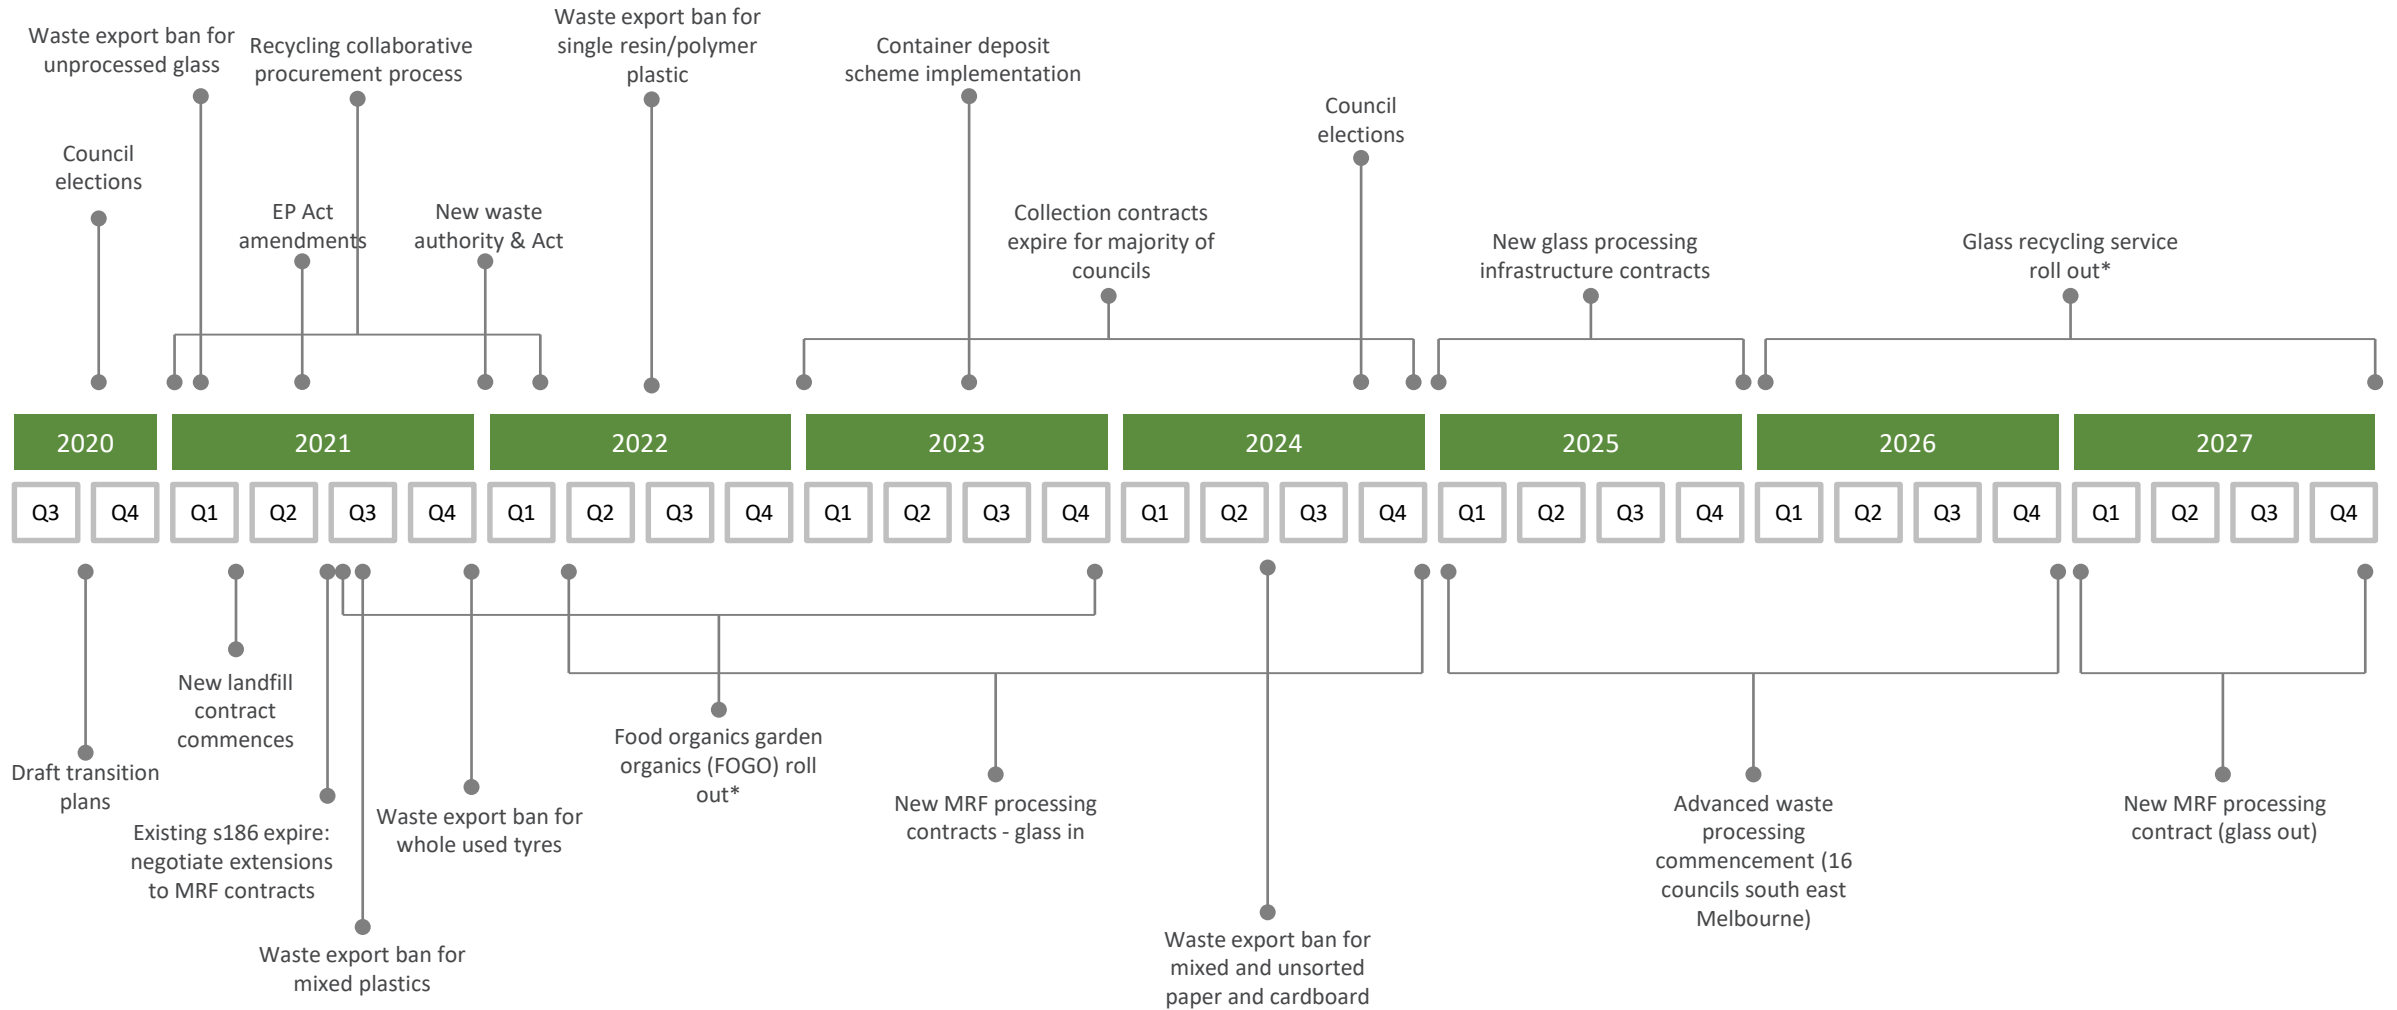 Waste export ban for
unprocessed glass
Recycling collaborative
procurement process
Waste export ban for
single resin/polymer
plastic
Container deposit
scheme implementation
Council
elections
Council
elections
EP Act
amendments
New waste
authority & Act
Collection contracts
expire for majority of
councils
New glass processing
infrastructure contracts
Glass recycling service
roll out*
2020 2021 2022 2023 2024 2025 2026 2027
Q3 Q4 Q1 Q2 Q3 Q4 Q1 Q2 Q3 Q4 Q1 Q2 Q3 Q4 Q1 Q2 Q3 Q4 Q1 Q2 Q3 Q4 Q1 Q2 Q3 Q4 Q1 Q2 Q3 Q4
New landfill
contract
commences
Draft transition
plans
Existing s186 expire:
negotiate extensions
to MRF contracts
Waste export ban for
whole used tyres
Waste export ban for
mixed plastics
Food organics garden
organics (FOGO) roll
out*
New MRF processing
contracts - glass in
Waste export ban for
mixed and unsorted
paper and cardboard
Advanced waste
processing
commencement (16
councils south east
Melbourne)
New MRF processing
contract (glass out)